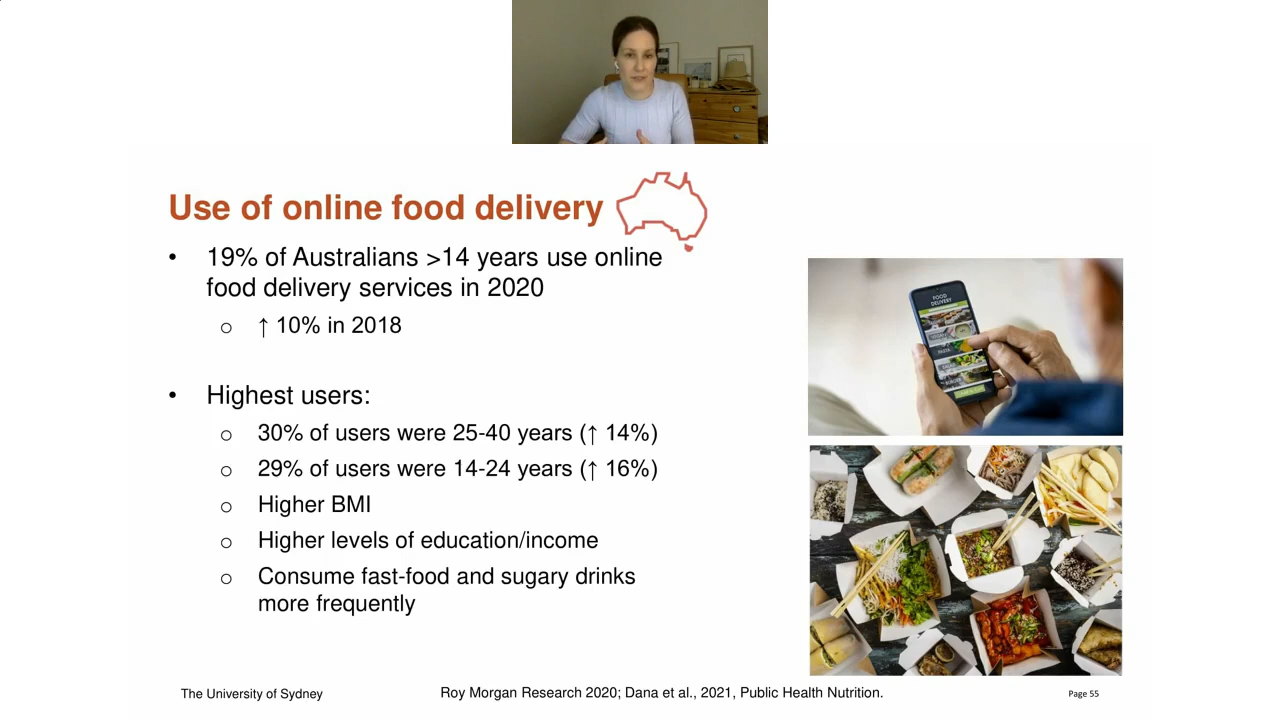 Use of online food delivery
• 19% of Australians >14 years use online
food delivery services in 2020
o ↑ 10% in 2018
• Highest users:
o 30% of users were 25-40 years (↑ 14%)
o 29% of users were 14-24 years (↑ 16%)
o Higher BMI
o Higher levels of education/income
o Consume fast-food and sugary drinks
more frequently
FOOD
DELIVERY
PASTA
The University of Sydney
Roy Morgan Research 2020; Dana et al., 2021, Public Health Nutrition.
Page 55